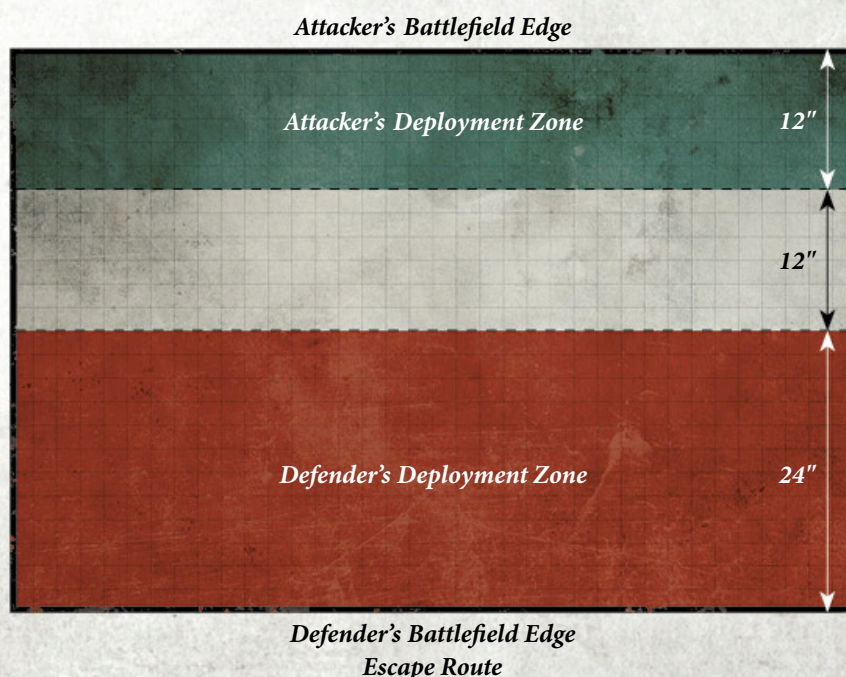 Attacker's Battlefield Edge
Attacker's Deployment Zone
12"
12"
Defender's Deployment Zone
24"
Defender's Battlefield Edge
Escape Route